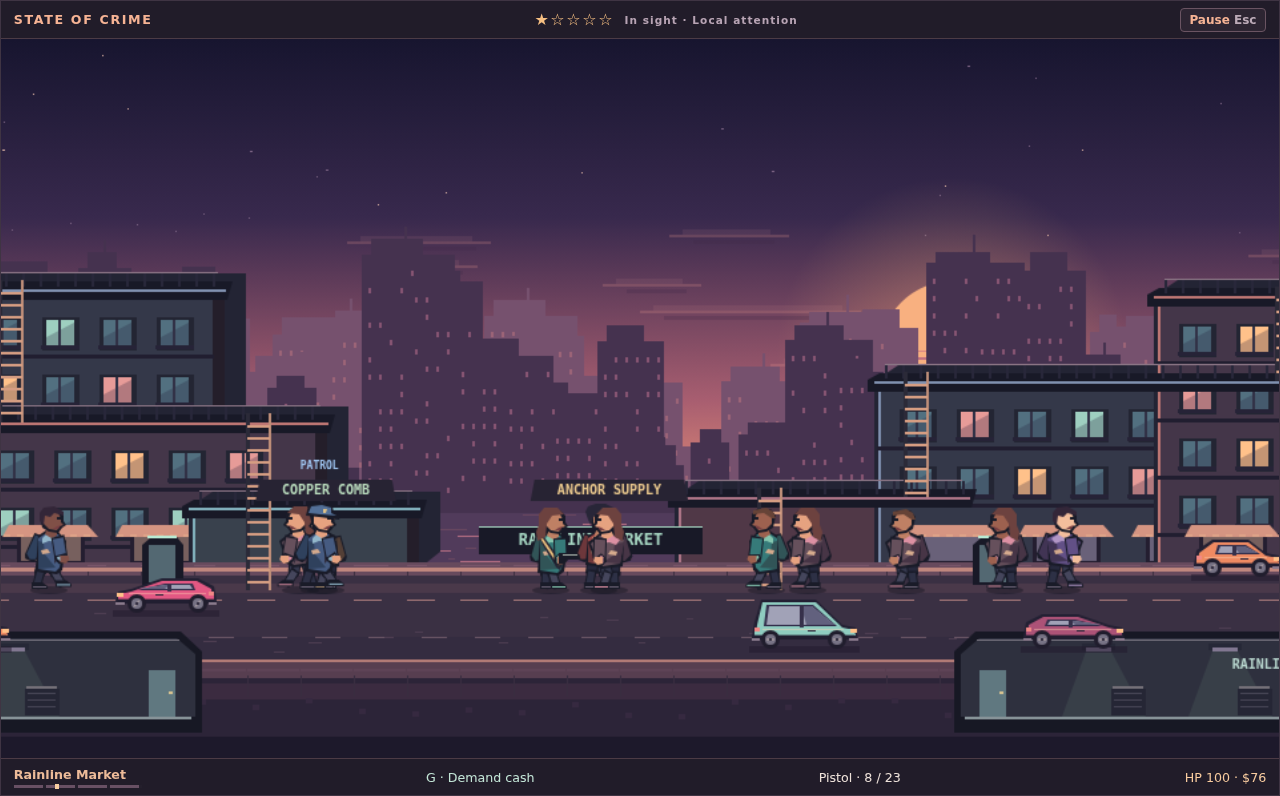 STATE OF CRIME
★☆☆☆☆ In sight · Local attention
Pause Esc
PATROL
COPPER COMB
ANCHOR SUPPLY
RAINLI
Rainline Market
G · Demand cash
Pistol · 8 / 23
HP 100 · $76